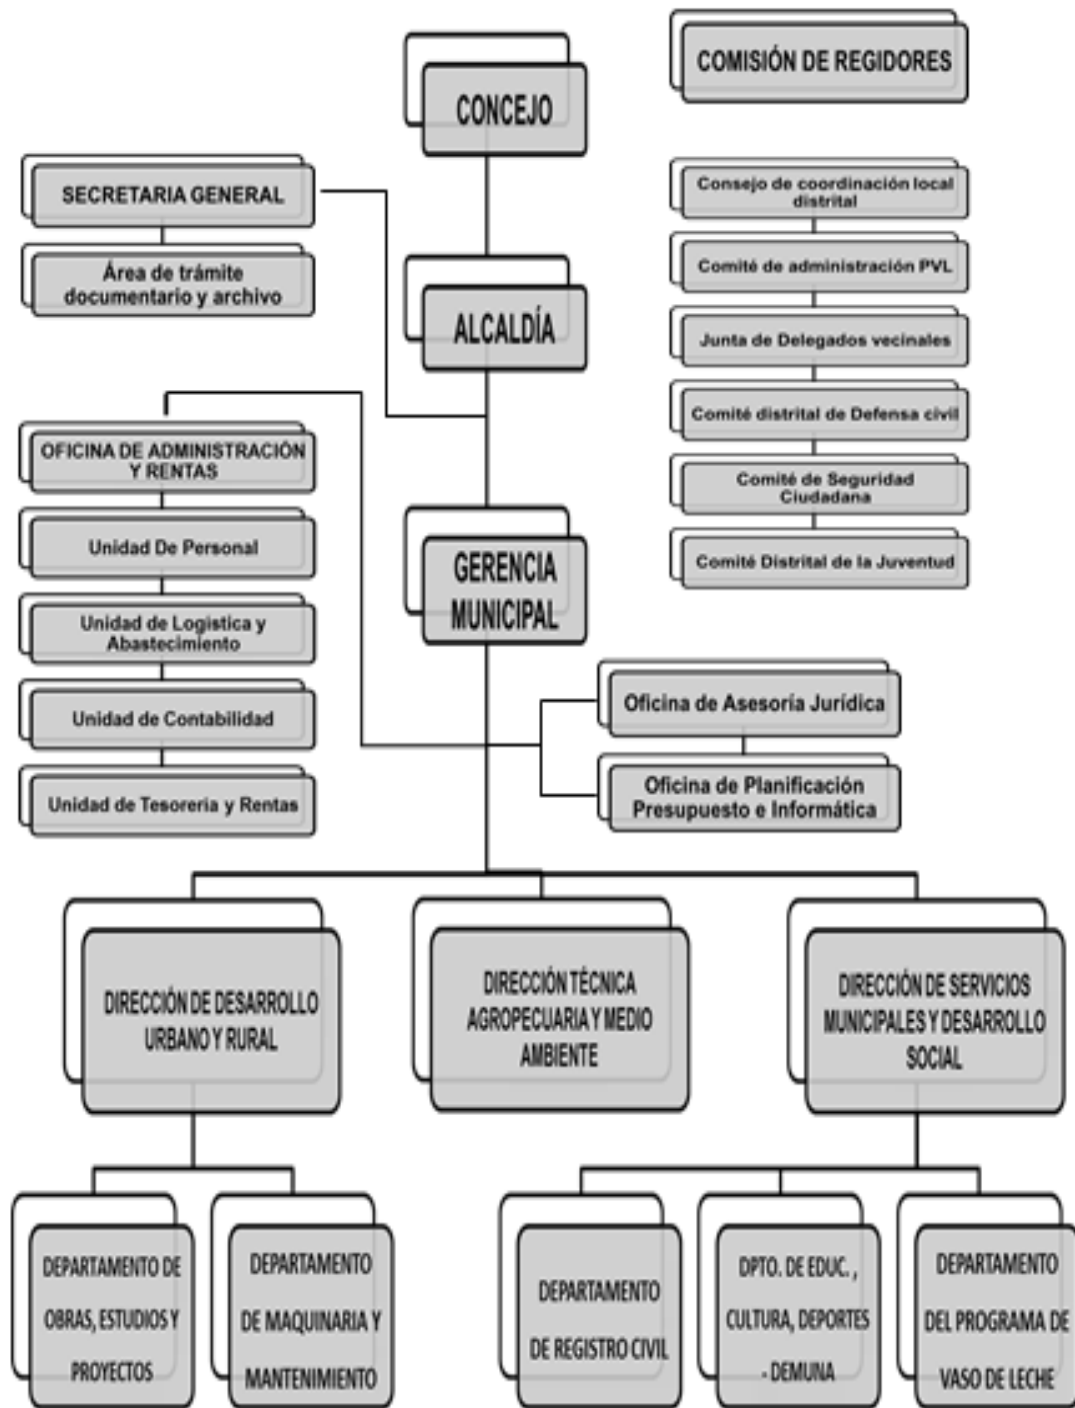 CONCEJO
COMISIÓN DE REGIDORES
SECRETARIA GENERAL
Área de trámite
documentario y archivo
Consejo de coordinación local
distrital
Comité de administración PVL
Junta de Delegados vecinales
Comité distrital de Defensa civil
Comité de Seguridad
Ciudadana
Comité Distrital de la Juventud
ALCALDÍA
OFICINA DE ADMINISTRACIÓN
Y RENTAS
Unidad De Personal
Unidad de Logística y
Abastecimiento
Unidad de Contabilidad
Unidad de Tesorería y Rentas
GERENCIA
MUNICIPAL
Oficina de Asesoría Jurídica
Oficina de Planificación
Presupuesto e Informática
DIRECCIÓN DE DESARROLLO
URBANO Y RURAL
DIRECCIÓN TÉCNICA
AGROPECUARIA Y MEDIO
AMBIENTE
DIRECCIÓN DE SERVICIOS
MUNICIPALES Y DESARROLLO
SOCIAL
DEPARTAMENTO DE
OBRAS, ESTUDIOS Y
PROYECTOS
DEPARTAMENTO
DE MAQUINARIA Y
MANTENIMIENTO
DEPARTAMENTO
DE REGISTRO CIVIL
DPTO. DE EDUC. ,
CULTURA, DEPORTES
- DEMUNA
DEPARTAMENTO
DEL PROGRAMA DE
VASO DE LECHE